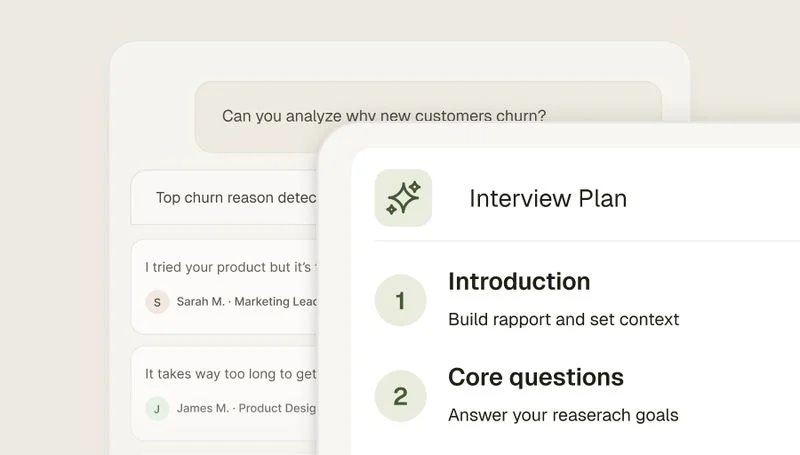 Can you analyze why new customers churn?
Top churn reason detec
I tried your product but it's
S
Sarah M. · Marketing Lead
It takes way too long to get
J
James M. · Product Desig
Interview Plan
1
Introduction
Build rapport and set context
2
Core questions
Answer your reaserach goals